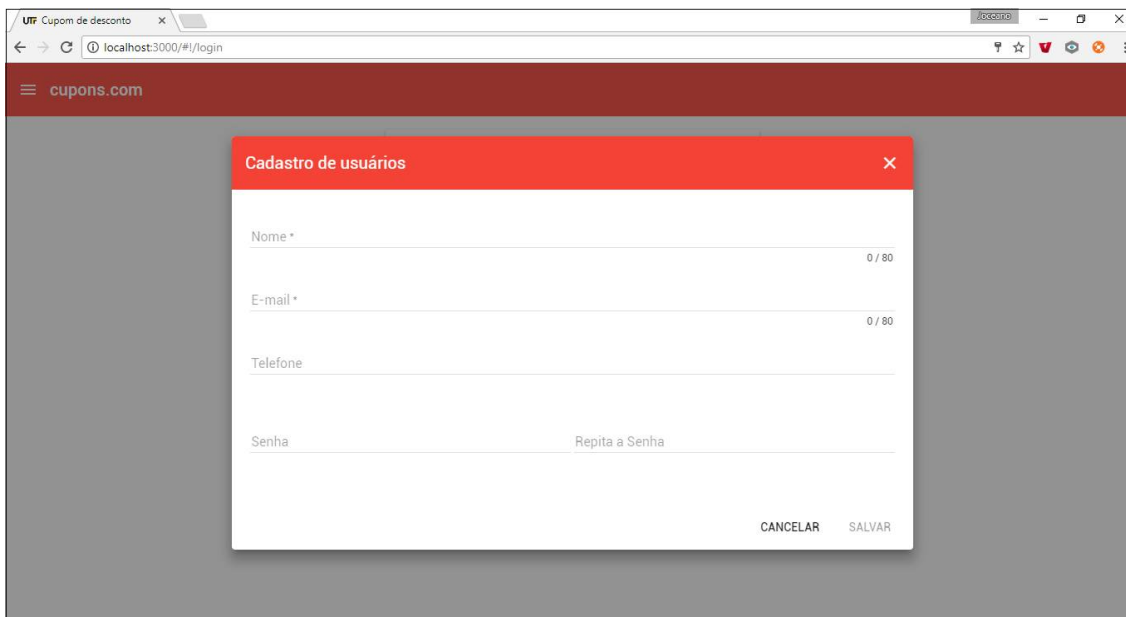 UTF Cupom de desconto
Joceano
localhost:3000/#!/login
cupons.com
Cadastro de usuários
Nome *
0 / 80
E-mail *
0 / 80
Telefone
Senha Repita a Senha
CANCELAR SALVAR